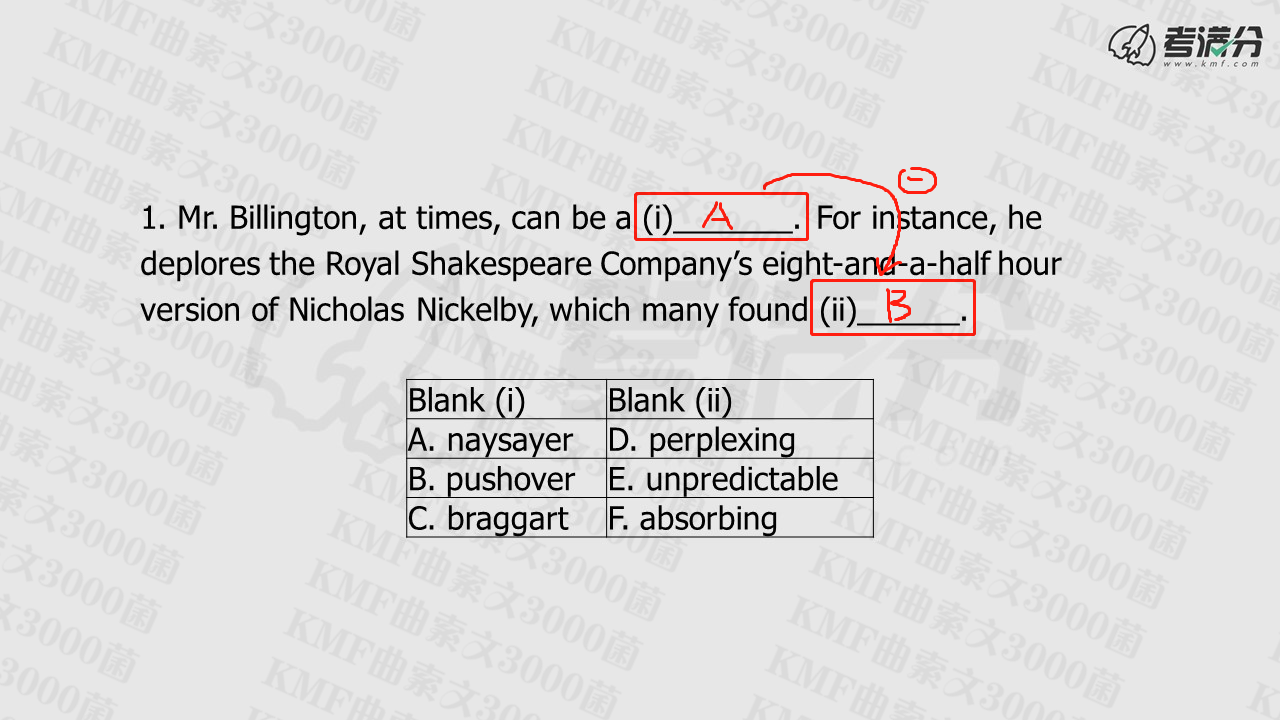 考满分
www.kmf.com
1. Mr. Billington, at times, can be a (i) A . For instance, he
deplores the Royal Shakespeare Company’s eight-and-a-half hour
version of Nicholas Nickelby, which many found (ii) B .
Blank (i) Blank (ii)
A. naysayer D. perplexing
B. pushover E. unpredictable
C. braggart F. absorbing
KMF曲索文3000菌